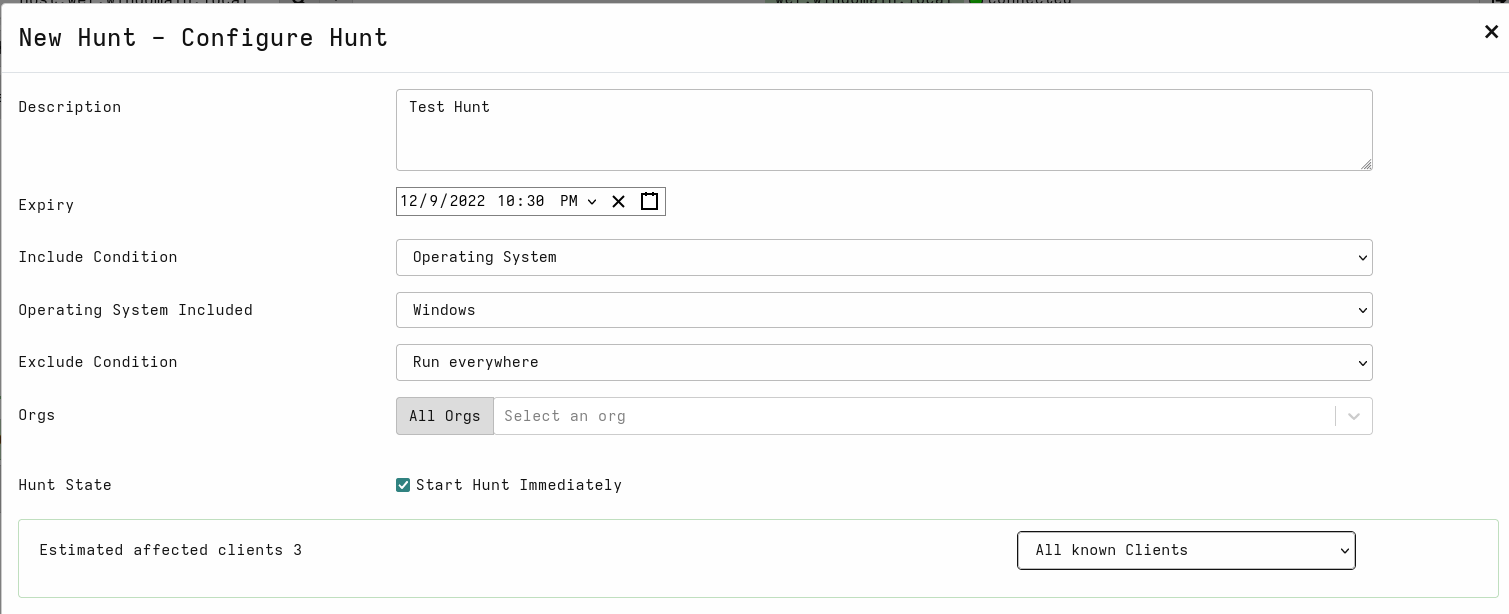 New Hunt - Configure Hunt
Description
Test Hunt
Expiry
12/9/2022 10:30 PM
Include Condition
Operating System
Operating System Included
Windows
Exclude Condition
Run everywhere
Orgs
All Orgs
Select an org
Hunt State
Start Hunt Immediately
Estimated affected clients 3
All known Clients